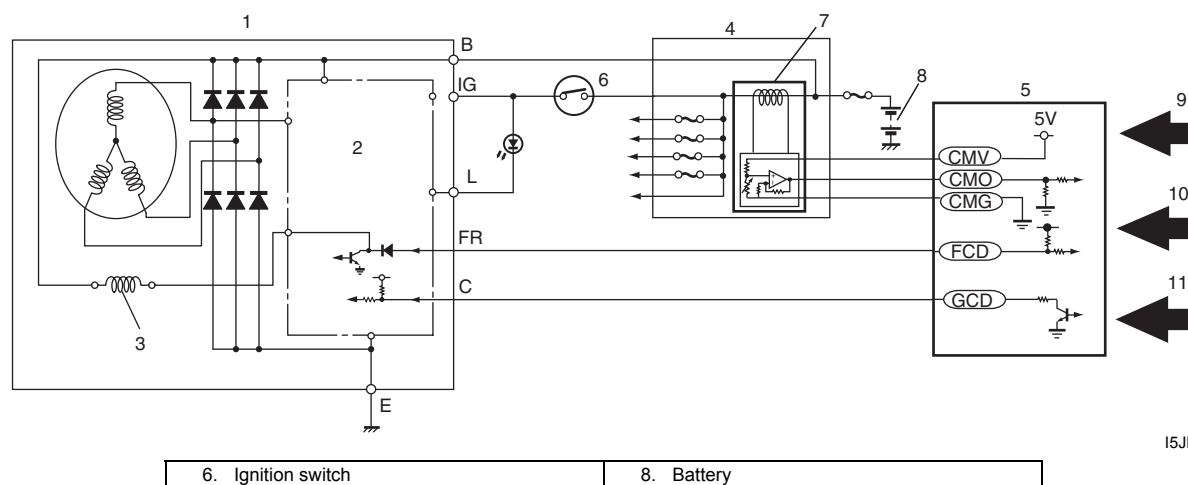 1
B
4
7
IG
6
8
5
9
5V
2
CMV
L
CMO
CMG
10
FR
FCD
C
GCD
11
3
E
6. Ignition switch
8. Battery